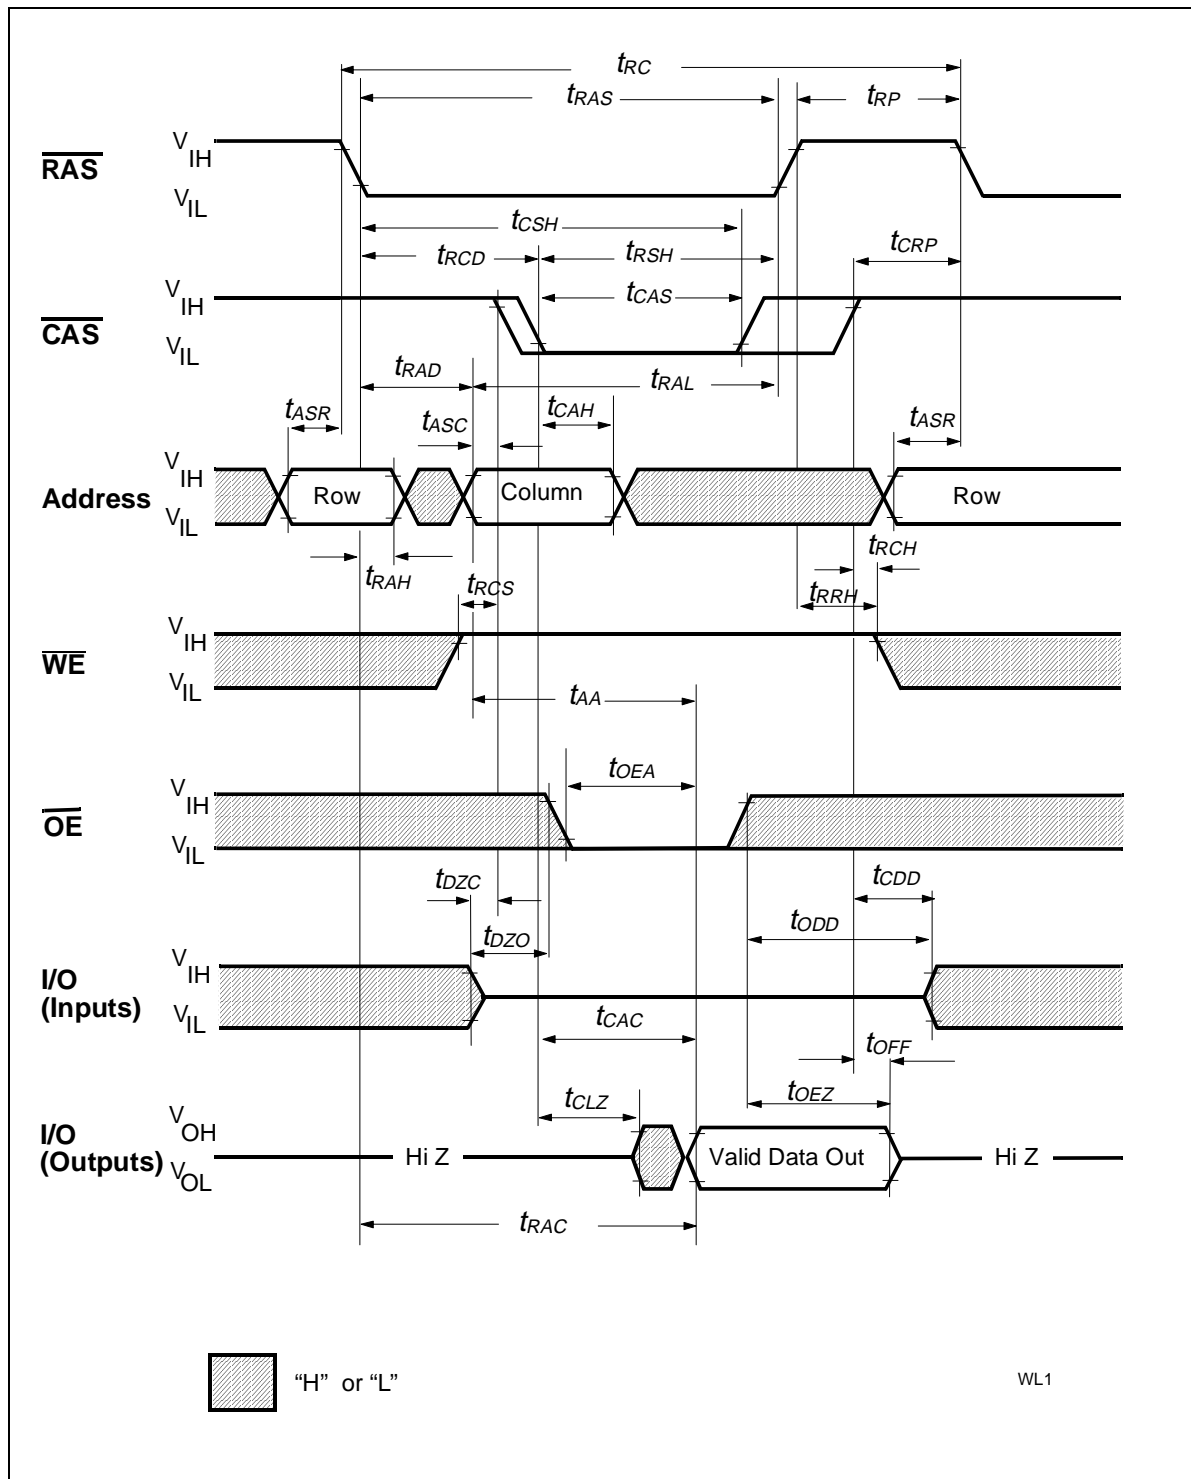 tRC
tRAS
tRP
RAS
VIH
VIL
tCSH
tRCD
tRSH
tCRP
tCAS
CAS
VIH
VIL
tRAD
tRAL
tASR
tASC
tCAH
tASR
Address
VIH
VIL
Row
Column
Row
tRAH
tRCS
tRCH
tRRH
WE
VIH
VIL
tAA
tOEA
OE
VIH
VIL
tDZC
tCDD
tDZO
tODD
I/O
(Inputs)
VIH
VIL
tCAC
tOFF
tCLZ
tOEZ
I/O
(Outputs)
VOH
VOL
Hi Z
Valid Data Out
Hi Z
tRAC
“H” or “L”
WL1